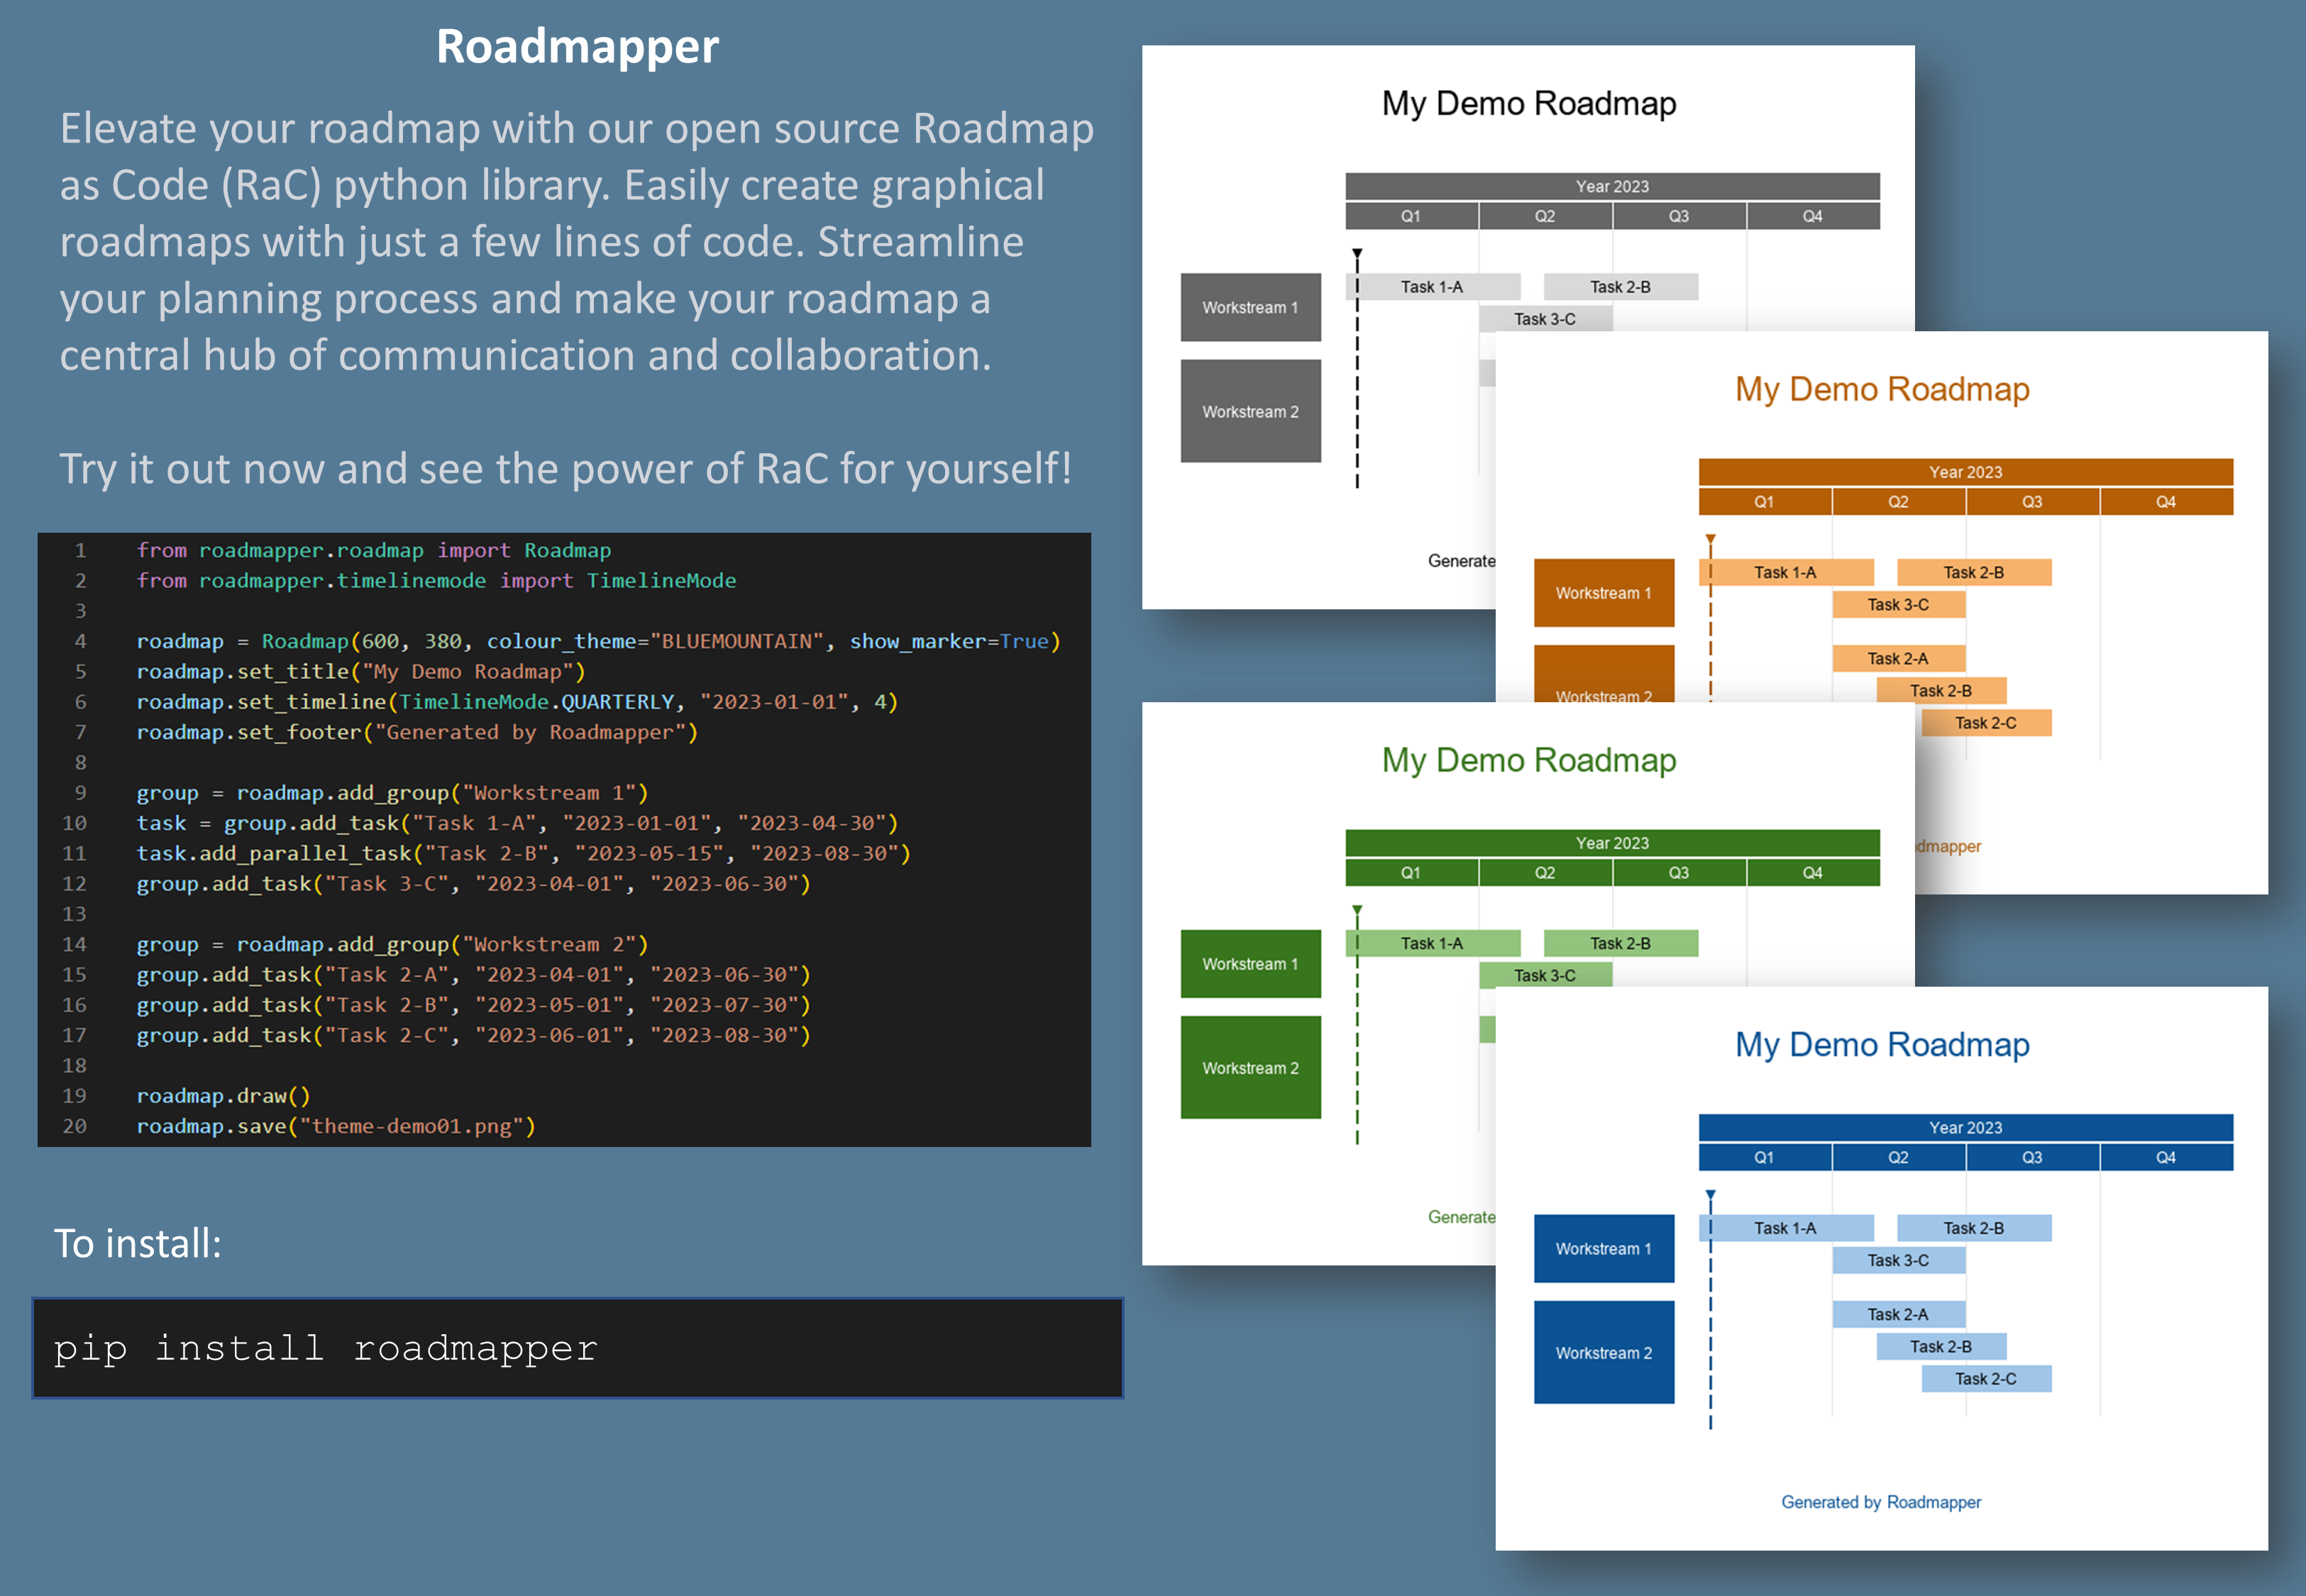 Roadmapper
Elevate your roadmap with our open source Roadmap
as Code (RaC) python library. Easily create graphical
roadmaps with just a few lines of code. Streamline
your planning process and make your roadmap a
central hub of communication and collaboration.
Try it out now and see the power of RaC for yourself!
1 from roadmapper.roadmap import Roadmap
2 from roadmapper.timelinemode import TimelineMode
3
4 roadmap = Roadmap(600, 380, colour_theme="BLUEMOUNTAIN", show_marker=True)
5 roadmap.set_title("My Demo Roadmap")
6 roadmap.set_timeline(TimelineMode.QUARTERLY, "2023-01-01", 4)
7 roadmap.set_footer("Generated by Roadmapper")
8
9 group = roadmap.add_group("Workstream 1")
10 task = group.add_task("Task 1-A", "2023-01-01", "2023-04-30")
11 task.add_parallel_task("Task 2-B", "2023-05-15", "2023-08-30")
12 group.add_task("Task 3-C", "2023-04-01", "2023-06-30")
13
14 group = roadmap.add_group("Workstream 2")
15 group.add_task("Task 2-A", "2023-04-01", "2023-06-30")
16 group.add_task("Task 2-B", "2023-05-01", "2023-07-30")
17 group.add_task("Task 2-C", "2023-06-01", "2023-08-30")
18
19 roadmap.draw()
20 roadmap.save("theme-demo01.png")
To install:
pip install roadmapper
My Demo Roadmap
Year 2023
Q1 Q2 Q3 Q4
Task 1-A Task 2-B
Workstream 1
Task 3-C
Workstream 2
Generate
My Demo Roadmap
Year 2023
Q1 Q2 Q3 Q4
Task 1-A Task 2-B
Workstream 1
Task 3-C
Task 2-A
Task 2-B
Workstream 2
Task 2-C
dmapper
My Demo Roadmap
Year 2023
Q1 Q2 Q3 Q4
Task 1-A Task 2-B
Workstream 1
Task 3-C
Workstream 2
Generate
My Demo Roadmap
Year 2023
Q1 Q2 Q3 Q4
Task 1-A Task 2-B
Workstream 1
Task 3-C
Task 2-A
Task 2-B
Workstream 2
Task 2-C
Generated by Roadmapper